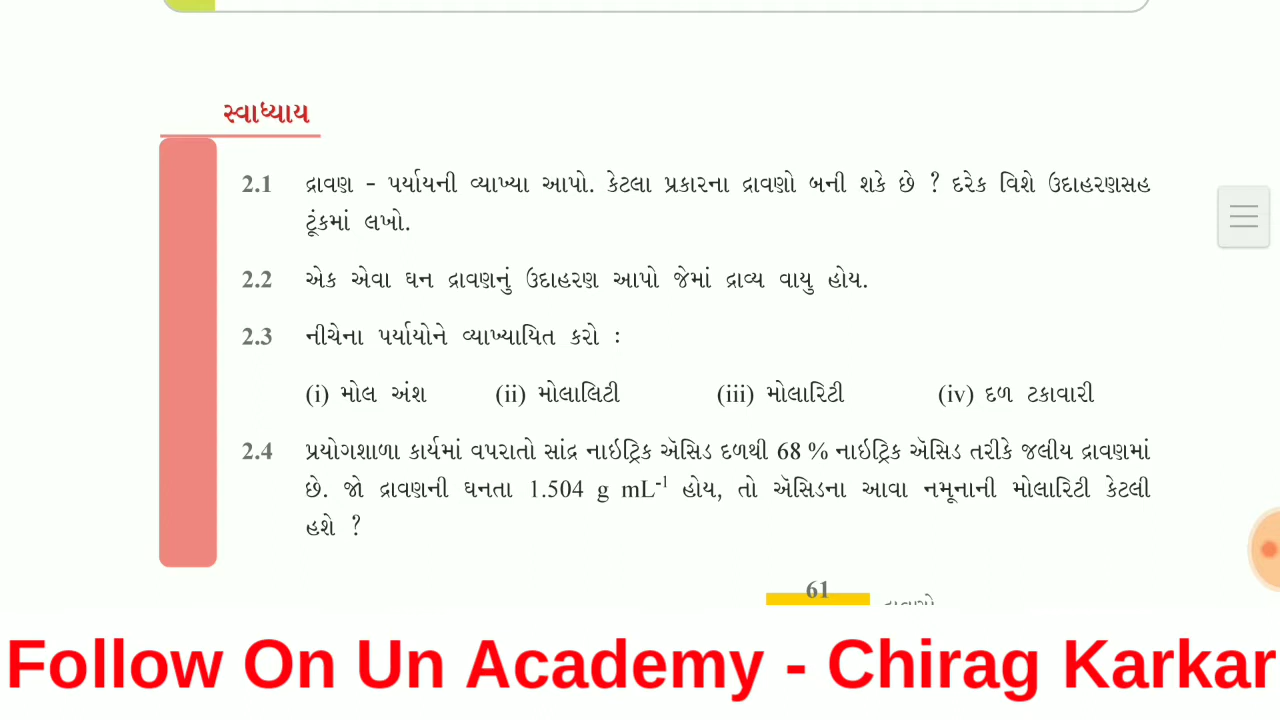 સ્વાધ્યાય
2.1 દ્રાવણ - પર્યાયની વ્યાખ્યા આપો. કેટલા પ્રકારના દ્રાવણો બની શકે છે ? દરેક વિશે ઉદાહરણસહ
ટૂંકમાં લખો.
2.2 એક એવા ઘન દ્રાવણનું ઉદાહરણ આપો જેમાં દ્રાવ્ય વાયુ હોય.
2.3 નીચેના પર્યાયોને વ્યાખ્યાયિત કરો :
(i) મોલ અંશ (ii) મોલાલિટી (iii) મોલારિટી (iv) દળ ટકાવારી
2.4 પ્રયોગશાળા કાર્યમાં વપરાતો સાંદ્ર નાઇટ્રિક ઍસિડ દળથી 68 % નાઇટ્રિક ઍસિડ તરીકે જલીય દ્રાવણમાં
છે. જો દ્રાવણની ઘનતા 1.504 g mL⁻¹ હોય, તો ઍસિડના આવા નમૂનાની મોલારિટી કેટલી
હશે ?
61
Follow On Un Academy - Chirag Karkar